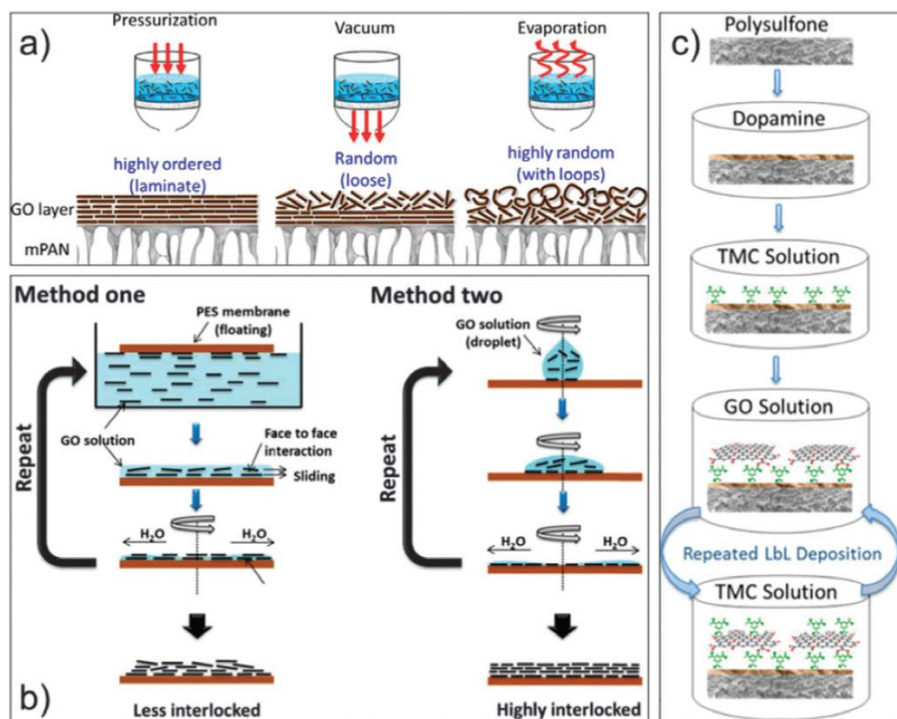 a)
Pressurization
Vacuum
Evaporation
highly ordered
(laminate)
Random
(loose)
highly random
(with loops)
GO layer
mPAN
b)
Method one
PES membrane
(floating)
GO solution
Face to face
interaction
Sliding
H2O
H2O
Repeat
Less interlocked
Method two
GO solution
(droplet)
H2O
H2O
Repeat
Highly interlocked
c)
Polysulfone
Dopamine
TMC Solution
GO Solution
Repeated LbL Deposition
TMC Solution